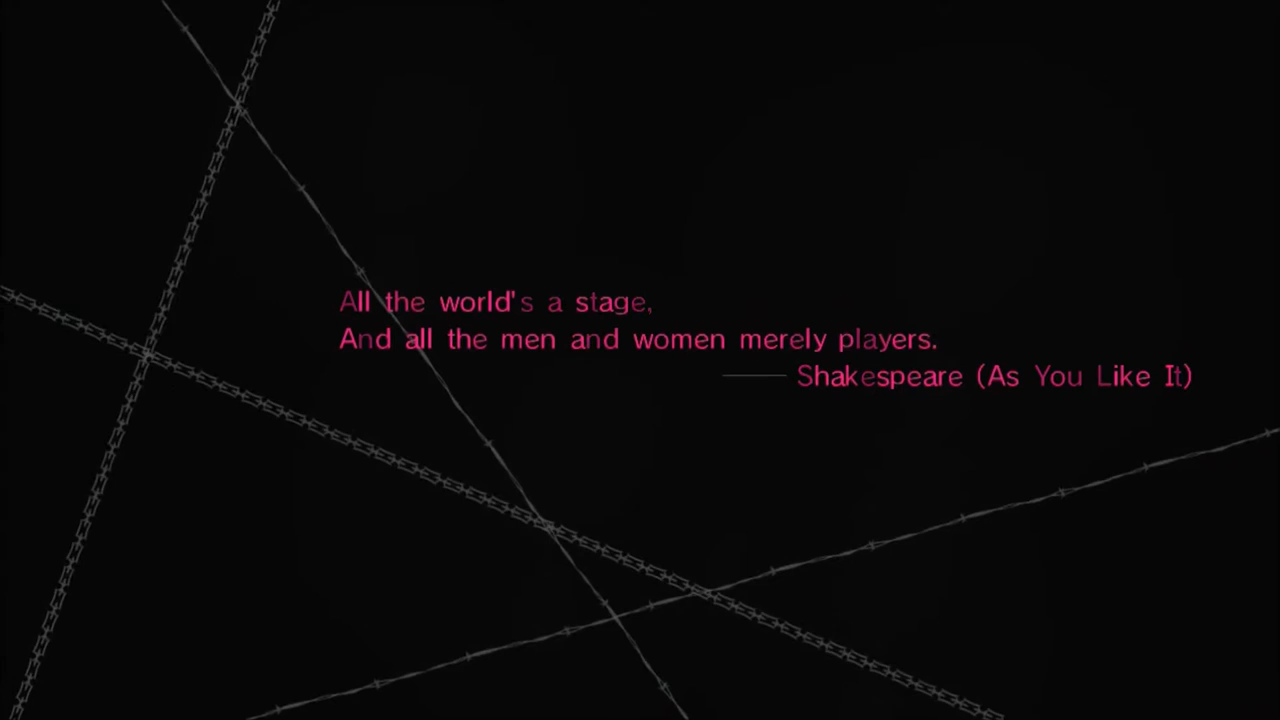 All the world's a stage,
And all the men and women merely players.
—— Shakespeare (As You Like It)